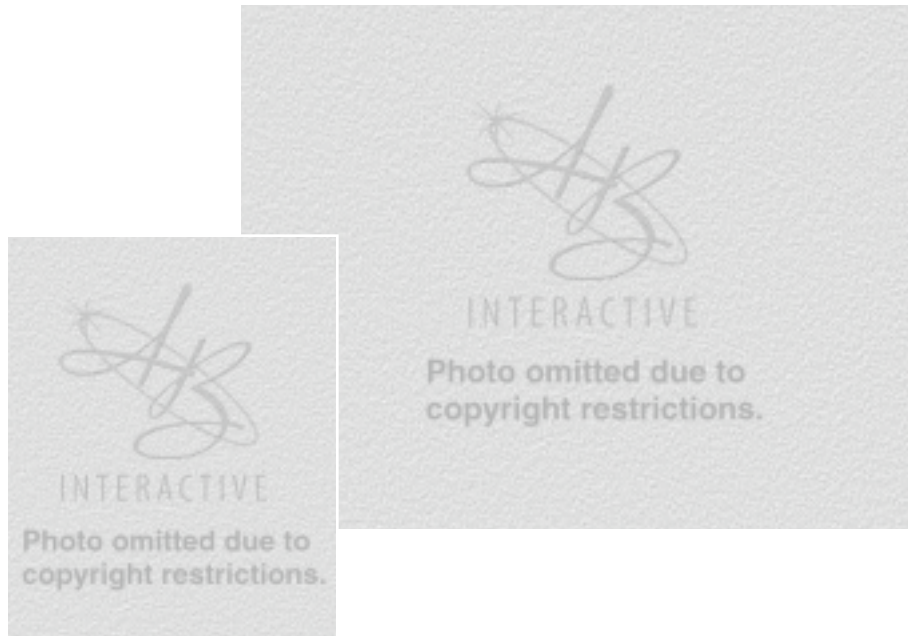 INTERACTIVE
Photo omitted due to
copyright restrictions.
INTERACTIVE
Photo omitted due to
copyright restrictions.